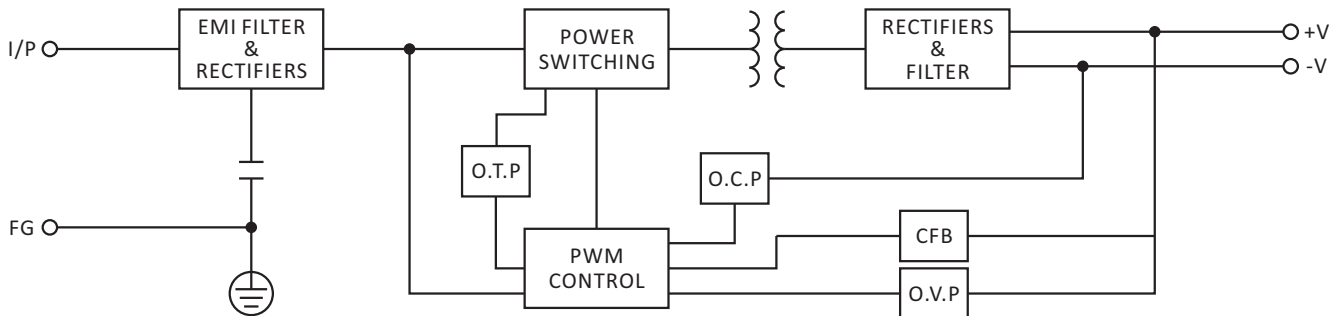 I/P
EMI FILTER
&
RECTIFIERS
POWER
SWITCHING
RECTIFIERS
&
FILTER
+V
-V
O.T.P
O.C.P
FG
PWM
CONTROL
CFB
O.V.P